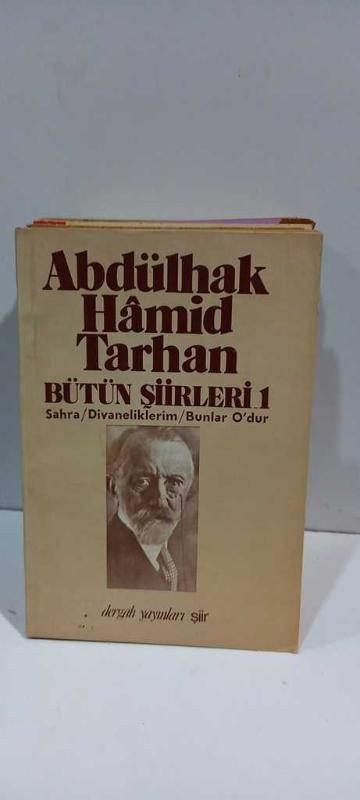 Abdülhak
Hâmid
Tarhan
BÜTÜN ŞİİRLERİ 1
Sahra/Divaneliklerim/Bunlar O'dur
dergâh yayınları şiir